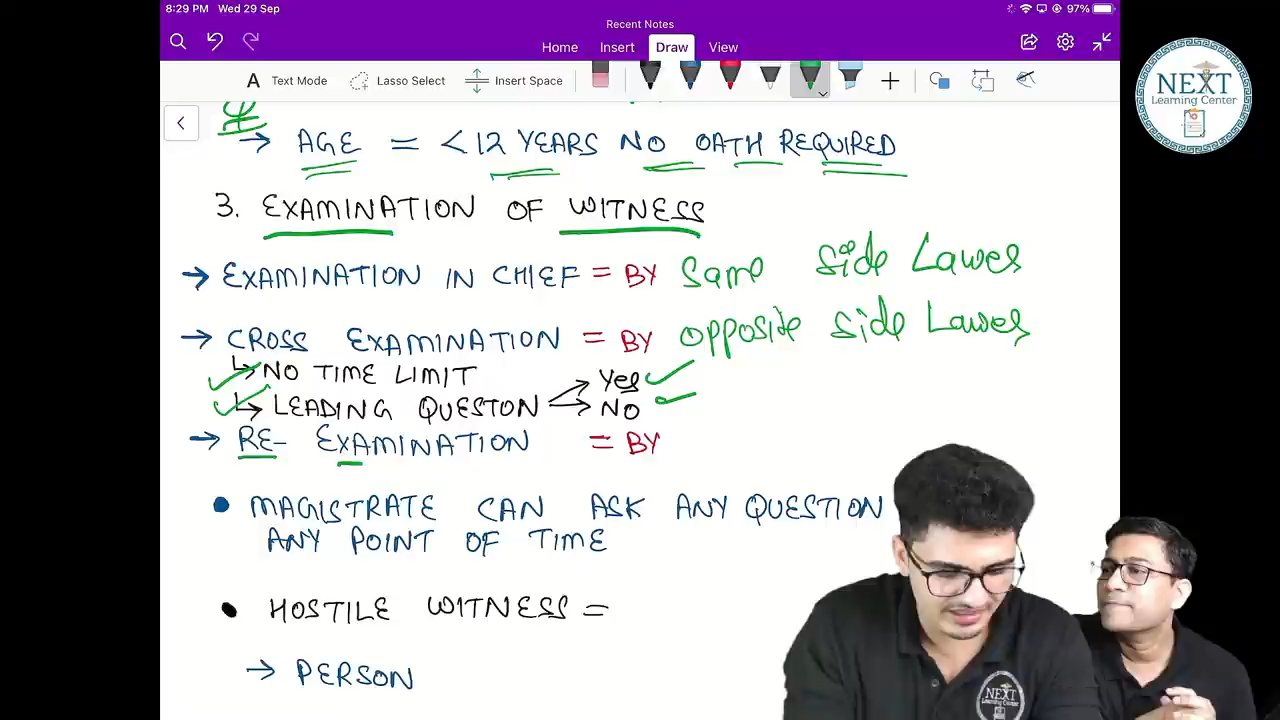 8:29 PM Wed 29 Sep
97%
Recent Notes
Home Insert Draw View
Text Mode Lasso Select Insert Space
→ AGE = <12 YEARS NO OATH REQUIRED
3. EXAMINATION OF WITNESS
→ EXAMINATION IN CHIEF = BY Same side Lawer
→ CROSS EXAMINATION = BY opposite side Lawer
↳ NO TIME LIMIT
↳ LEADING QUESTON → Yes
→ NO
→ RE- EXAMINATION = BY
• MAGISTRATE CAN ASK ANY QUESTION
ANY POINT OF TIME
• HOSTILE WITNESS =
→ PERSON
NEXT
Learning Center
NEXT
Learning Center